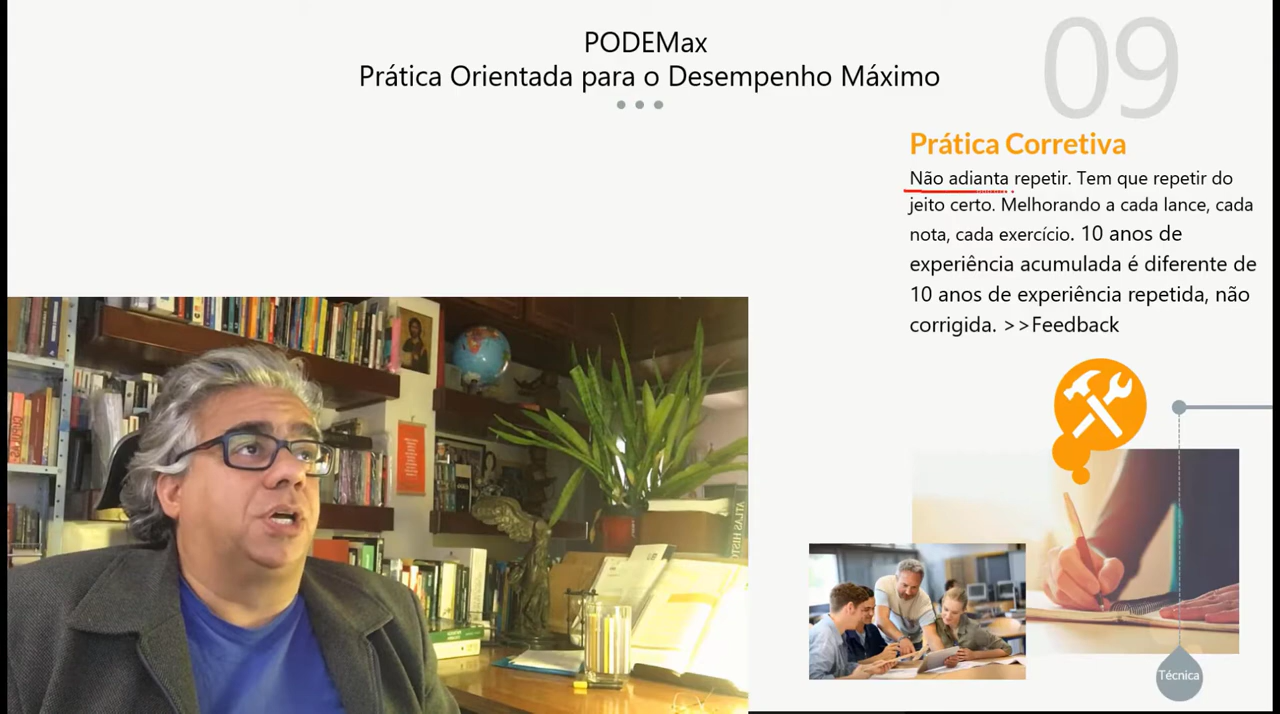 PODEMax
Prática Orientada para o Desempenho Máximo
09
Prática Corretiva
Não adianta repetir. Tem que repetir do
jeito certo. Melhorando a cada lance, cada
nota, cada exercício. 10 anos de
experiência acumulada é diferente de
10 anos de experiência repetida, não
corrigida. >>Feedback
Técnica